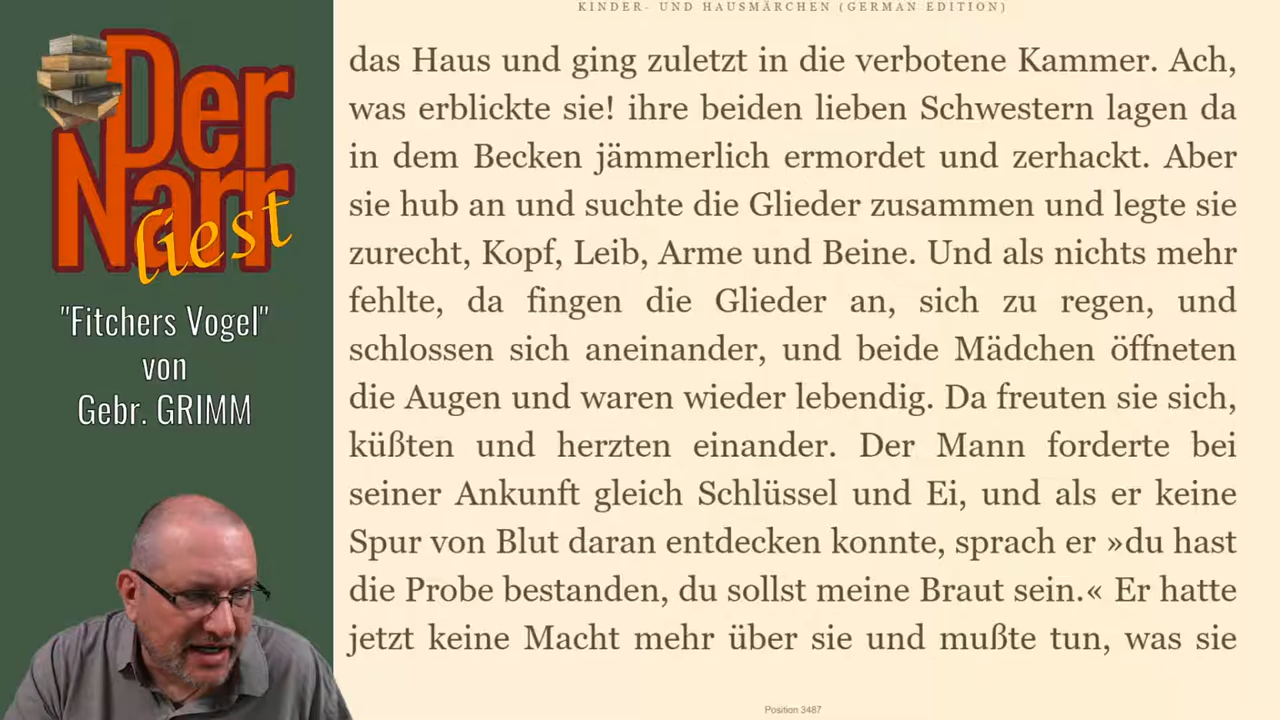 Der
Narr
liest
"Fitchers Vogel"
von
Gebr. GRIMM
KINDER- UND HAUSMÄRCHEN (GERMAN EDITION)
das Haus und ging zuletzt in die verbotene Kammer. Ach,
was erblickte sie! ihre beiden lieben Schwestern lagen da
in dem Becken jämmerlich ermordet und zerhackt. Aber
sie hub an und suchte die Glieder zusammen und legte sie
zurecht, Kopf, Leib, Arme und Beine. Und als nichts mehr
fehlte, da fingen die Glieder an, sich zu regen, und
schlossen sich aneinander, und beide Mädchen öffneten
die Augen und waren wieder lebendig. Da freuten sie sich,
küßten und herzten einander. Der Mann forderte bei
seiner Ankunft gleich Schlüssel und Ei, und als er keine
Spur von Blut daran entdecken konnte, sprach er »du hast
die Probe bestanden, du sollst meine Braut sein.« Er hatte
jetzt keine Macht mehr über sie und mußte tun, was sie
Position 3487